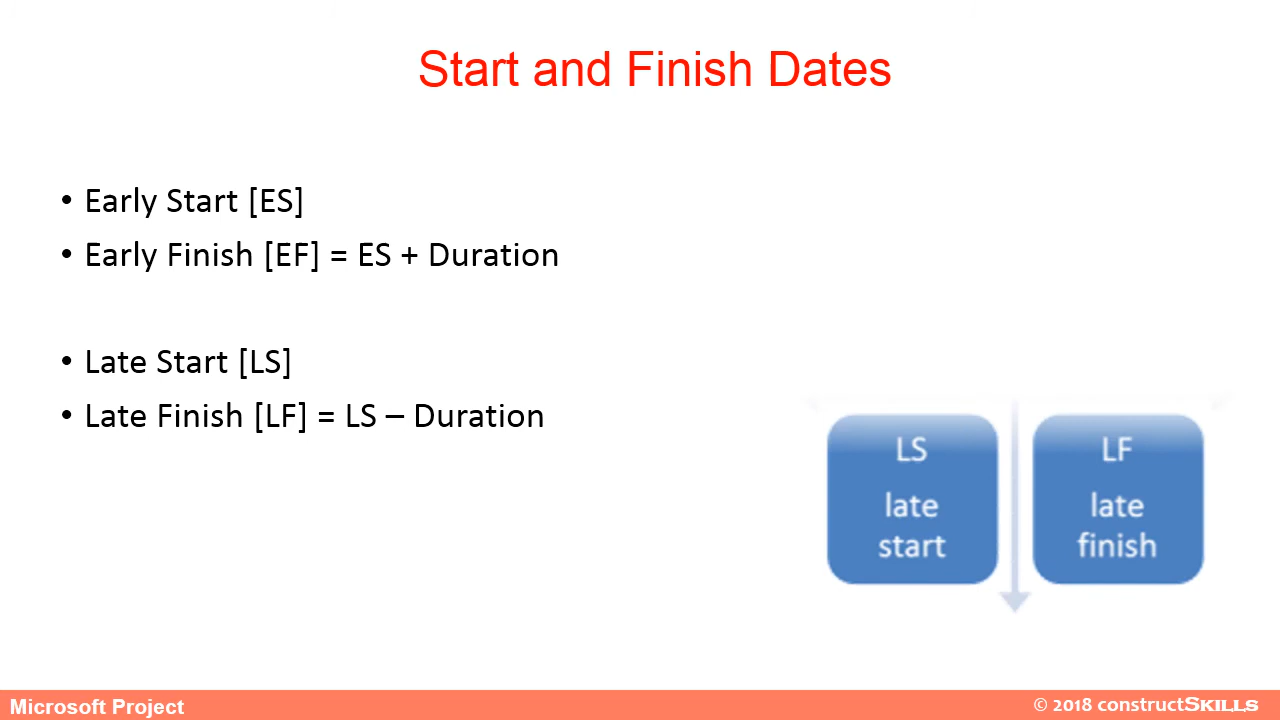 Start and Finish Dates
• Early Start [ES]
• Early Finish [EF] = ES + Duration
• Late Start [LS]
• Late Finish [LF] = LS – Duration
LS
late
start
LF
late
finish
Microsoft Project
© 2018 constructSKILLS